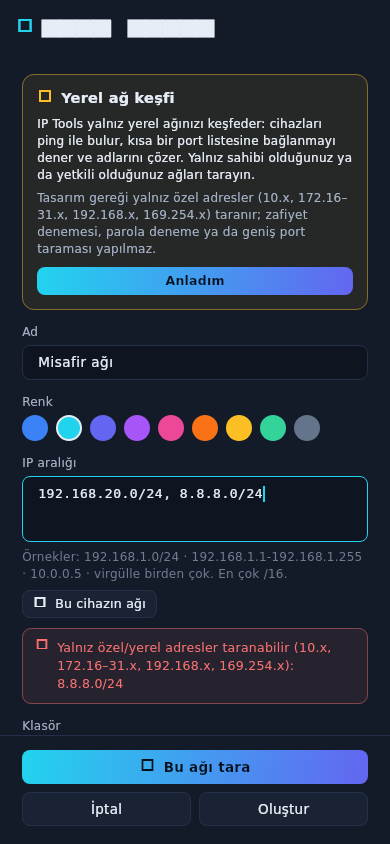 Yerel ağ keşfi
IP Tools yalnız yerel ağınızı keşfeder: cihazları
ping ile bulur, kısa bir port listesine bağlanmayı
dener ve adlarını çözer. Yalnız sahibi olduğunuz ya
da yetkili olduğunuz ağları tarayın.
Tasarım gereği yalnız özel adresler (10.x, 172.16–
31.x, 192.168.x, 169.254.x) taranır; zafiyet
denemesi, parola deneme ya da geniş port
taraması yapılmaz.
Anladım
Ad
Misafir ağı
Renk
IP aralığı
192.168.20.0/24, 8.8.8.0/24
Örnekler: 192.168.1.0/24 · 192.168.1.1-192.168.1.255
· 10.0.0.5 · virgülle birden çok. En çok /16.
Bu cihazın ağı
Yalnız özel/yerel adresler taranabilir (10.x,
172.16–31.x, 192.168.x, 169.254.x):
8.8.8.0/24
Klasör
Bu ağı tara
İptal
Oluştur